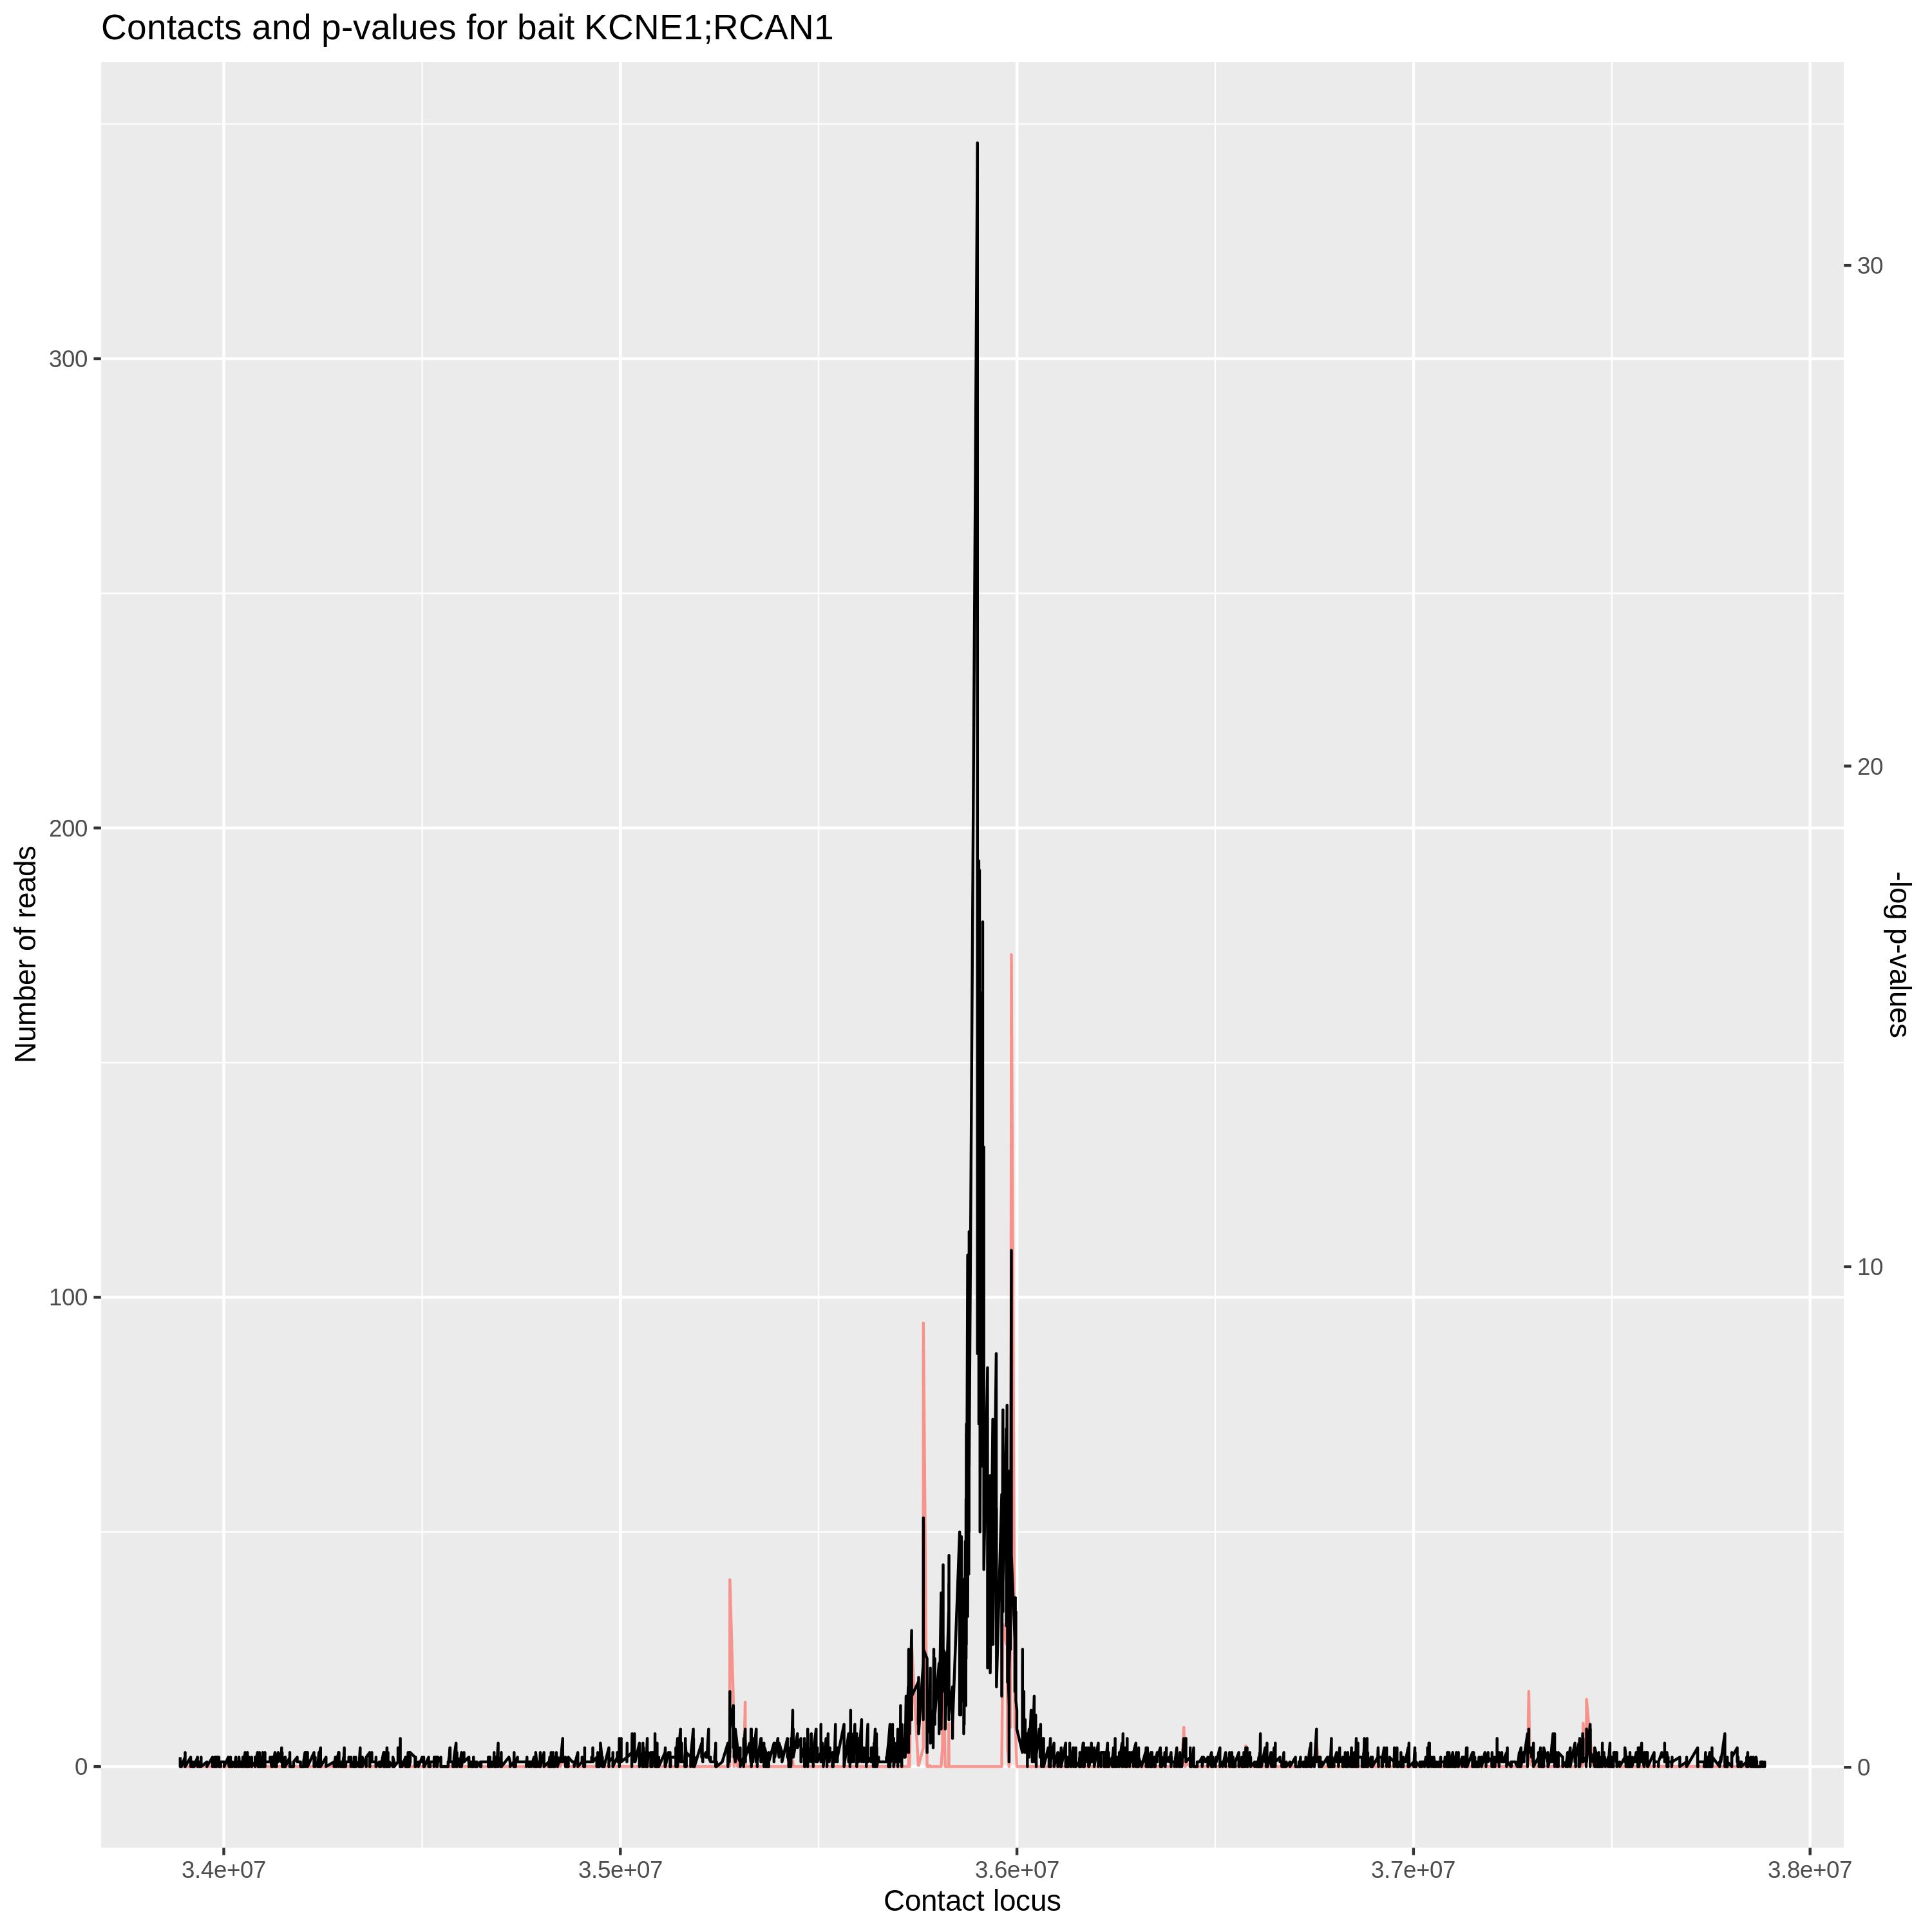 Contacts and p-values for bait KCNE1;RCAN1
300
200
100
0
30
20
10
0
Number of reads
-log p-values
3.4e+07
3.5e+07
3.6e+07
3.7e+07
3.8e+07
Contact locus